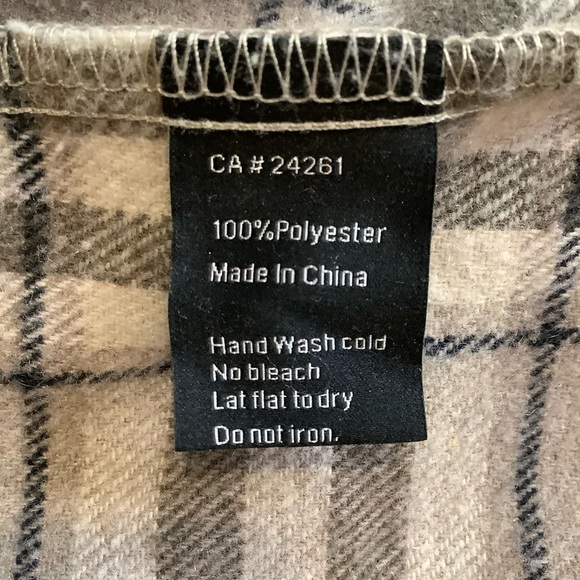 CA # 24261
100%Polyester
Made In China
Hand Wash cold
No bleach
Lat flat to dry
Do not iron.